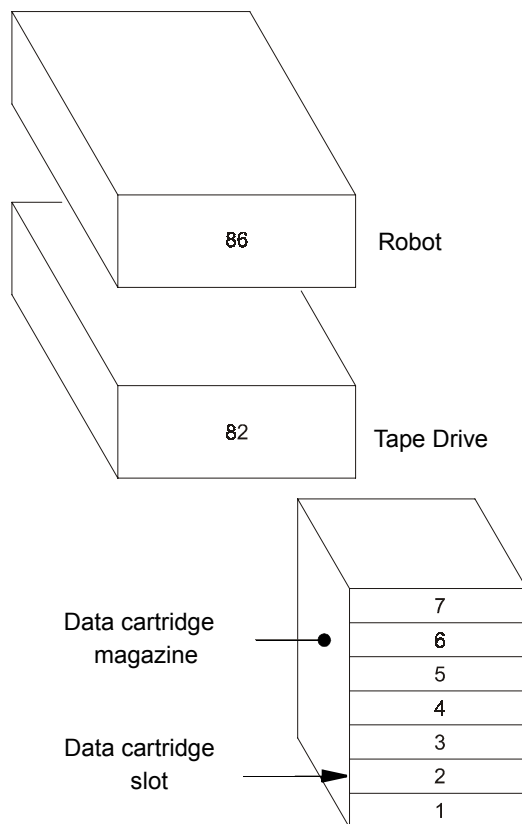 86
Robot
82
Tape Drive
7
6
5
4
3
2
1
Data cartridge
magazine
Data cartridge
slot